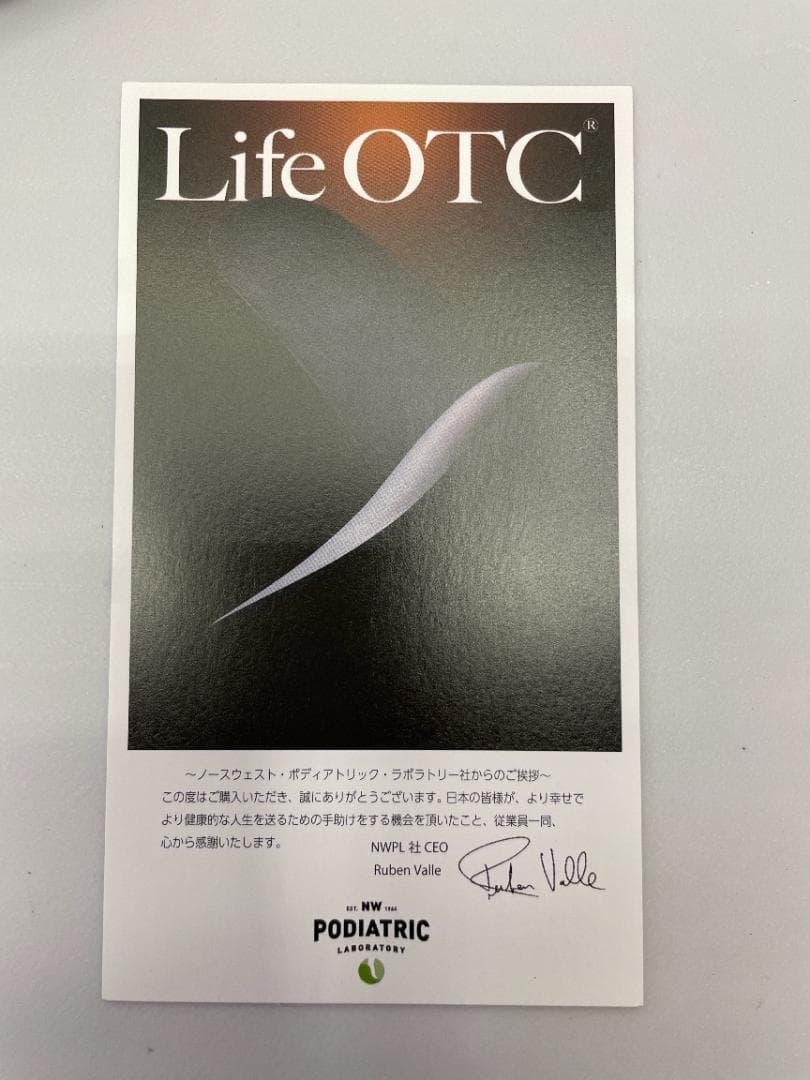 Life OTC®
～ノースウェスト・ポディアトリック・ラボラトリー社からのご挨拶～
この度はご購入いただき、誠にありがとうございます。日本の皆様が、より幸せで
より健康的な人生を送るための手助けをする機会を頂いたこと、従業員一同、
心から感謝いたします。
NWPL 社 CEO
Ruben Valle
Ruben Valle
EST. NW 1964
PODIATRIC
LABORATORY